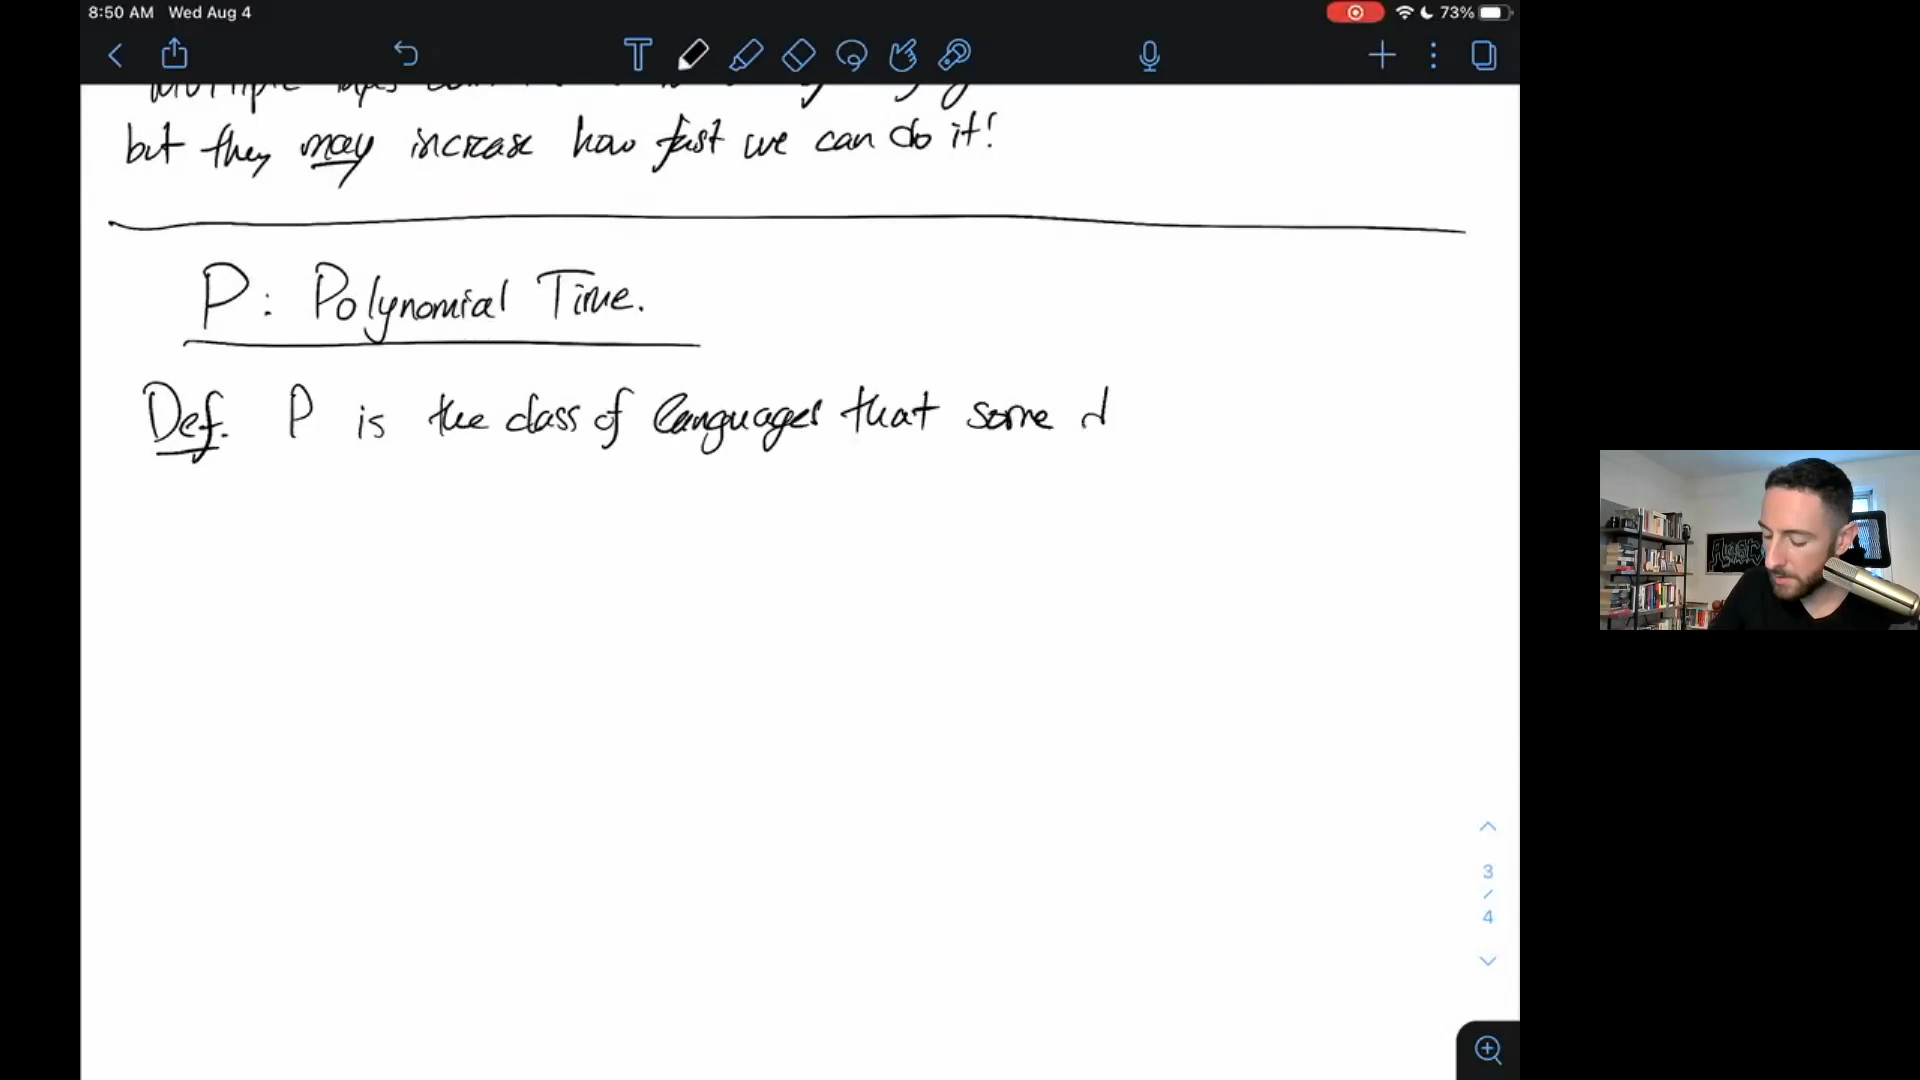 8:50 AM Wed Aug 4
73%
but they may increase how fast we can do it!
P: Polynomial Time.
Def. P is the class of languages that some d
3
/
4